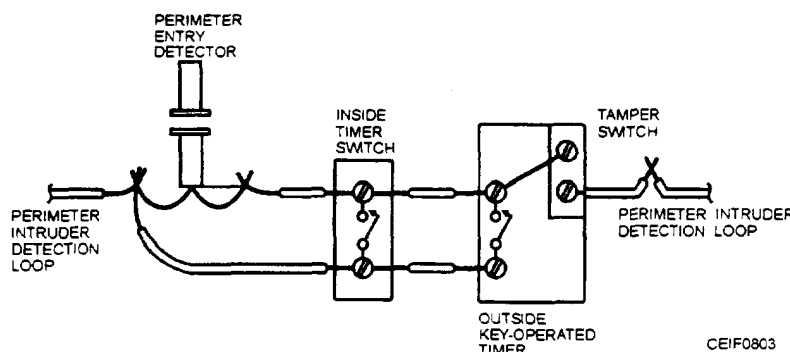 PERIMETER
ENTRY
DETECTOR
INSIDE
TIMER
SWITCH
TAMPER
SWITCH
PERIMETER
INTRUDER
DETECTION
LOOP
PERIMETER INTRUDER
DETECTION LOOP
OUTSIDE
KEY-OPERATED
TIMER
CEIF0803